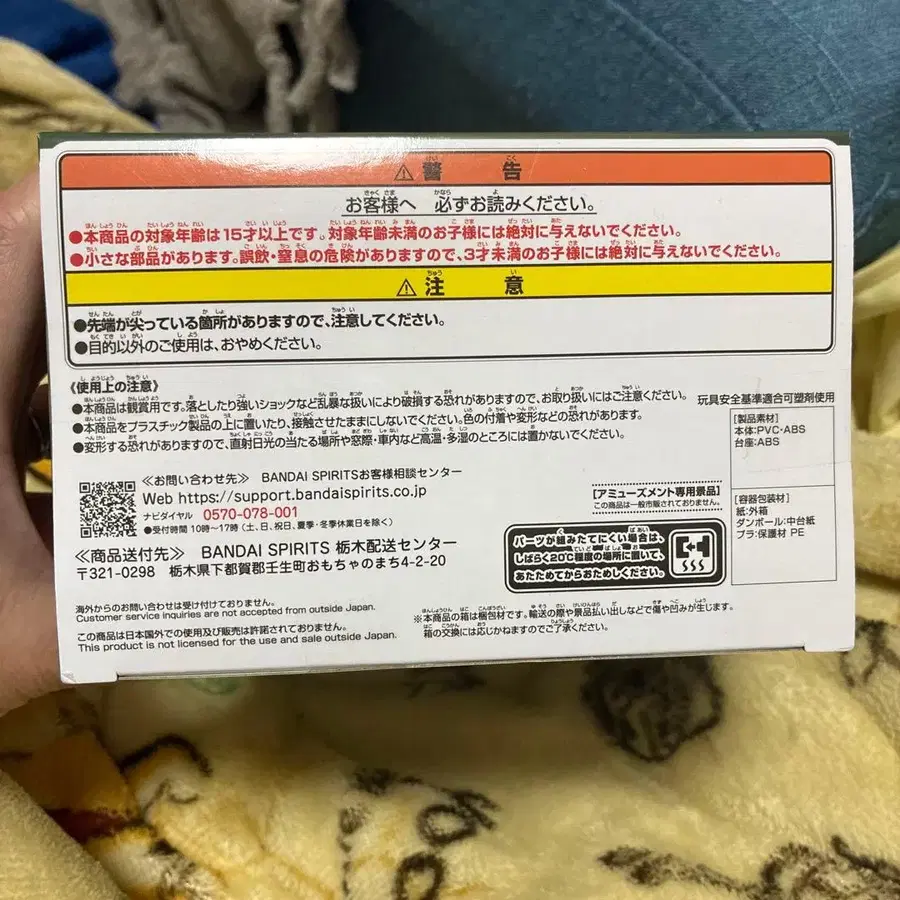 ⚠警告
お客様へ 必ずお読みください。
●本商品の対象年齢は15才以上です。対象年齢未満のお子様には絶対に与えないでください。
●小さな部品があります。誤飲・窒息の危険がありますので、3才未満のお子様には絶対に与えないでください。
⚠注意
●先端が尖っている箇所がありますので、注意してください。
●目的以外のご使用は、おやめください。
《使用上の注意》
●本商品は観賞用です。落としたり強いショックなど乱暴な扱いにより破損する恐れがありますので、お取り扱いにはご注意ください。
●本商品をプラスチック製品の上に置いたり、接触させたままにしないでください。色の付着や変形などの恐れがあります。
●変形する恐れがありますので、直射日光の当たる場所や窓際・車内など高温・多湿のところには置かないでください。
玩具安全基準適合可塑剤使用
[製品素材]
本体:PVC・ABS
台座:ABS
[容器包装材]
紙:外箱
ダンボール:中台紙
プラ:保護材 PE
≪お問い合わせ先≫ BANDAI SPIRITSお客様相談センター
Web https://support.bandaispirits.co.jp
ナビダイヤル 0570-078-001
●受付時間 10時~17時(土、日、祝日、夏季・冬季休業日を除く)
[アミューズメント専用景品]
この商品は一般市販されておりません。
≪商品送付先≫ BANDAI SPIRITS 栃木配送センター
〒321-0298 栃木県下都賀郡壬生町おもちゃのまち4-2-20
パーツが組みたてにくい場合は、
しばらく20℃程度の場所に置いて、
あたためてからおためしください。
海外からのお問い合わせは受け付けておりません。
Customer service inquiries are not accepted from outside Japan.
この商品は日本国外での使用及び販売は許諾されておりません。
This product is not licensed for the use and sale outside Japan.
※本商品の箱は梱包材です。輸送の際や景品払い出しなどで傷や凹みが生じます。
箱の交換には応じかねますのでご了承ください。